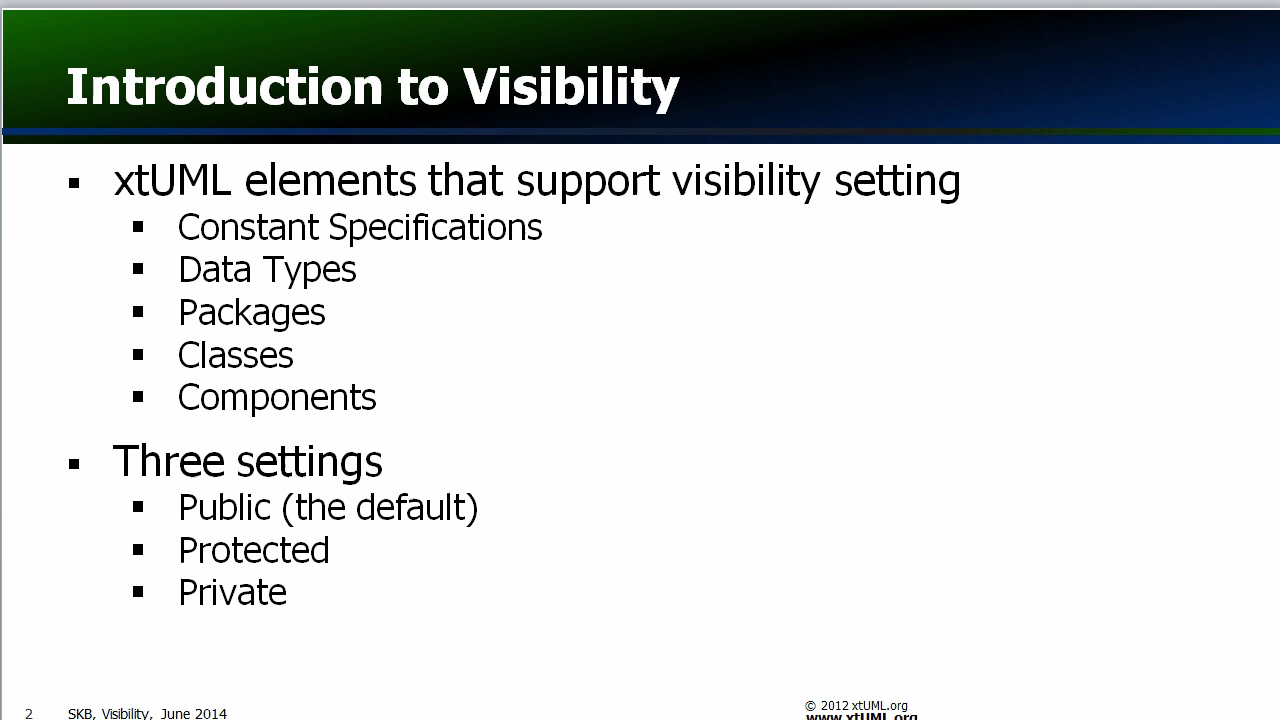 Introduction to Visibility
xtUML elements that support visibility setting
Constant Specifications
Data Types
Packages
Classes
Components
Three settings
Public (the default)
Protected
Private
2 SKB, Visibility, June 2014
© 2012 xtUML.org
www.xtUML.org